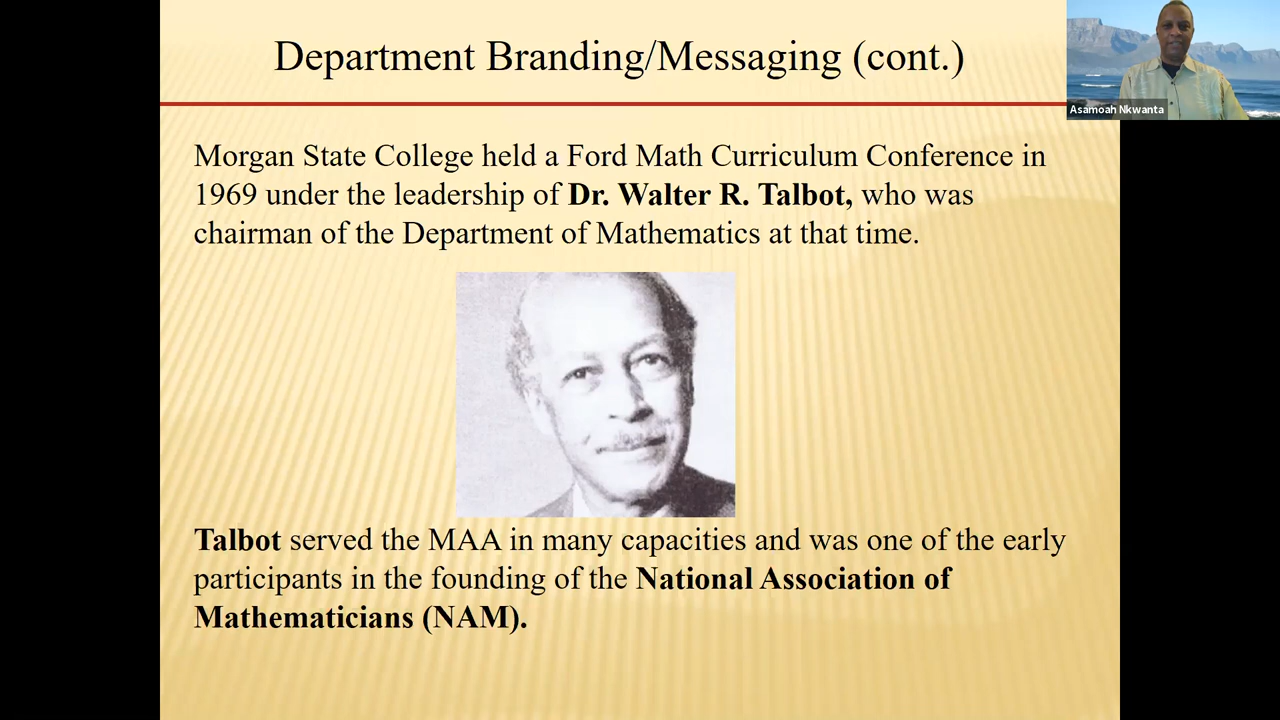 Department Branding/Messaging (cont.)
Asamoah Nkwanta
Morgan State College held a Ford Math Curriculum Conference in
1969 under the leadership of Dr. Walter R. Talbot, who was
chairman of the Department of Mathematics at that time.
Talbot served the MAA in many capacities and was one of the early
participants in the founding of the National Association of
Mathematicians (NAM).